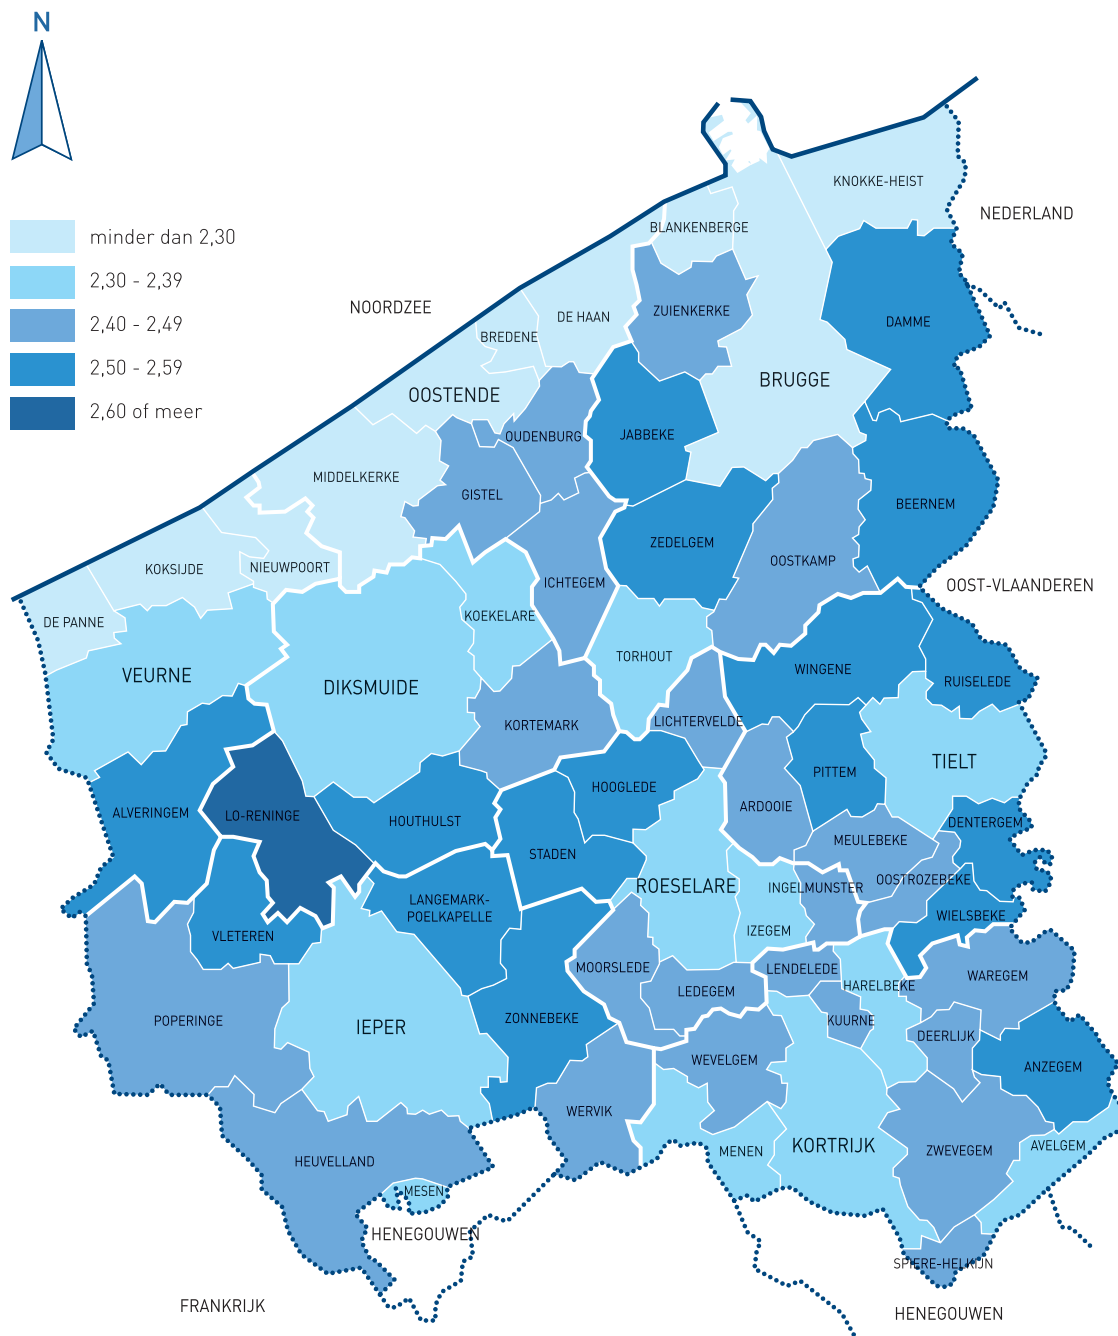 N
minder dan 2,30
2,30 - 2,39
2,40 - 2,49
2,50 - 2,59
2,60 of meer
NOORDZEE
NEDERLAND
KNOKKE-HEIST
BLANKENBERGE
ZUIENKERKE
DE HAAN
BREDENE
DAMME
OOSTENDE
BRUGGE
OUDENBURG
JABBEKE
MIDDELKERKE
GISTEL
BEERNEM
ZEDELGEM
OOSTKAMP
KOKSIJDE
NIEUWPOORT
ICHTEGEM
OOST-VLAANDEREN
DE PANNE
KOEKELARE
TORHOUT
VEURNE
DIKSMUIDE
WINGENE
RUISELEDE
KORTEMARK
LICHTERVELDE
TIELT
PITTEM
HOOGLEDE
ARDOOIE
ALVERINGEM
LO-RENINGE
HOUTHULST
DENTERGEM
MEULEBEKE
STADEN
ROESELARE
INGELMUNSTER
OOSTROZEBEKE
LANGEMARK-
POELKAPELLE
WIELSBEKE
IZEGEM
VLETEREN
MOORSLEDE
LENDELEDE
WAREGEM
HARELBEKE
LEDEGEM
POPERINGE
IEPER
ZONNEBEKE
KUURNE
DEERLIJK
WEVELGEM
ANZEGEM
WERVIK
KORTRIJK
AVELGEM
MENEN
ZWEVEGEM
HEUVELLAND
MESEN
HENEGOUWEN
SPIERE-HELKIJN
FRANKRIJK
HENEGOUWEN